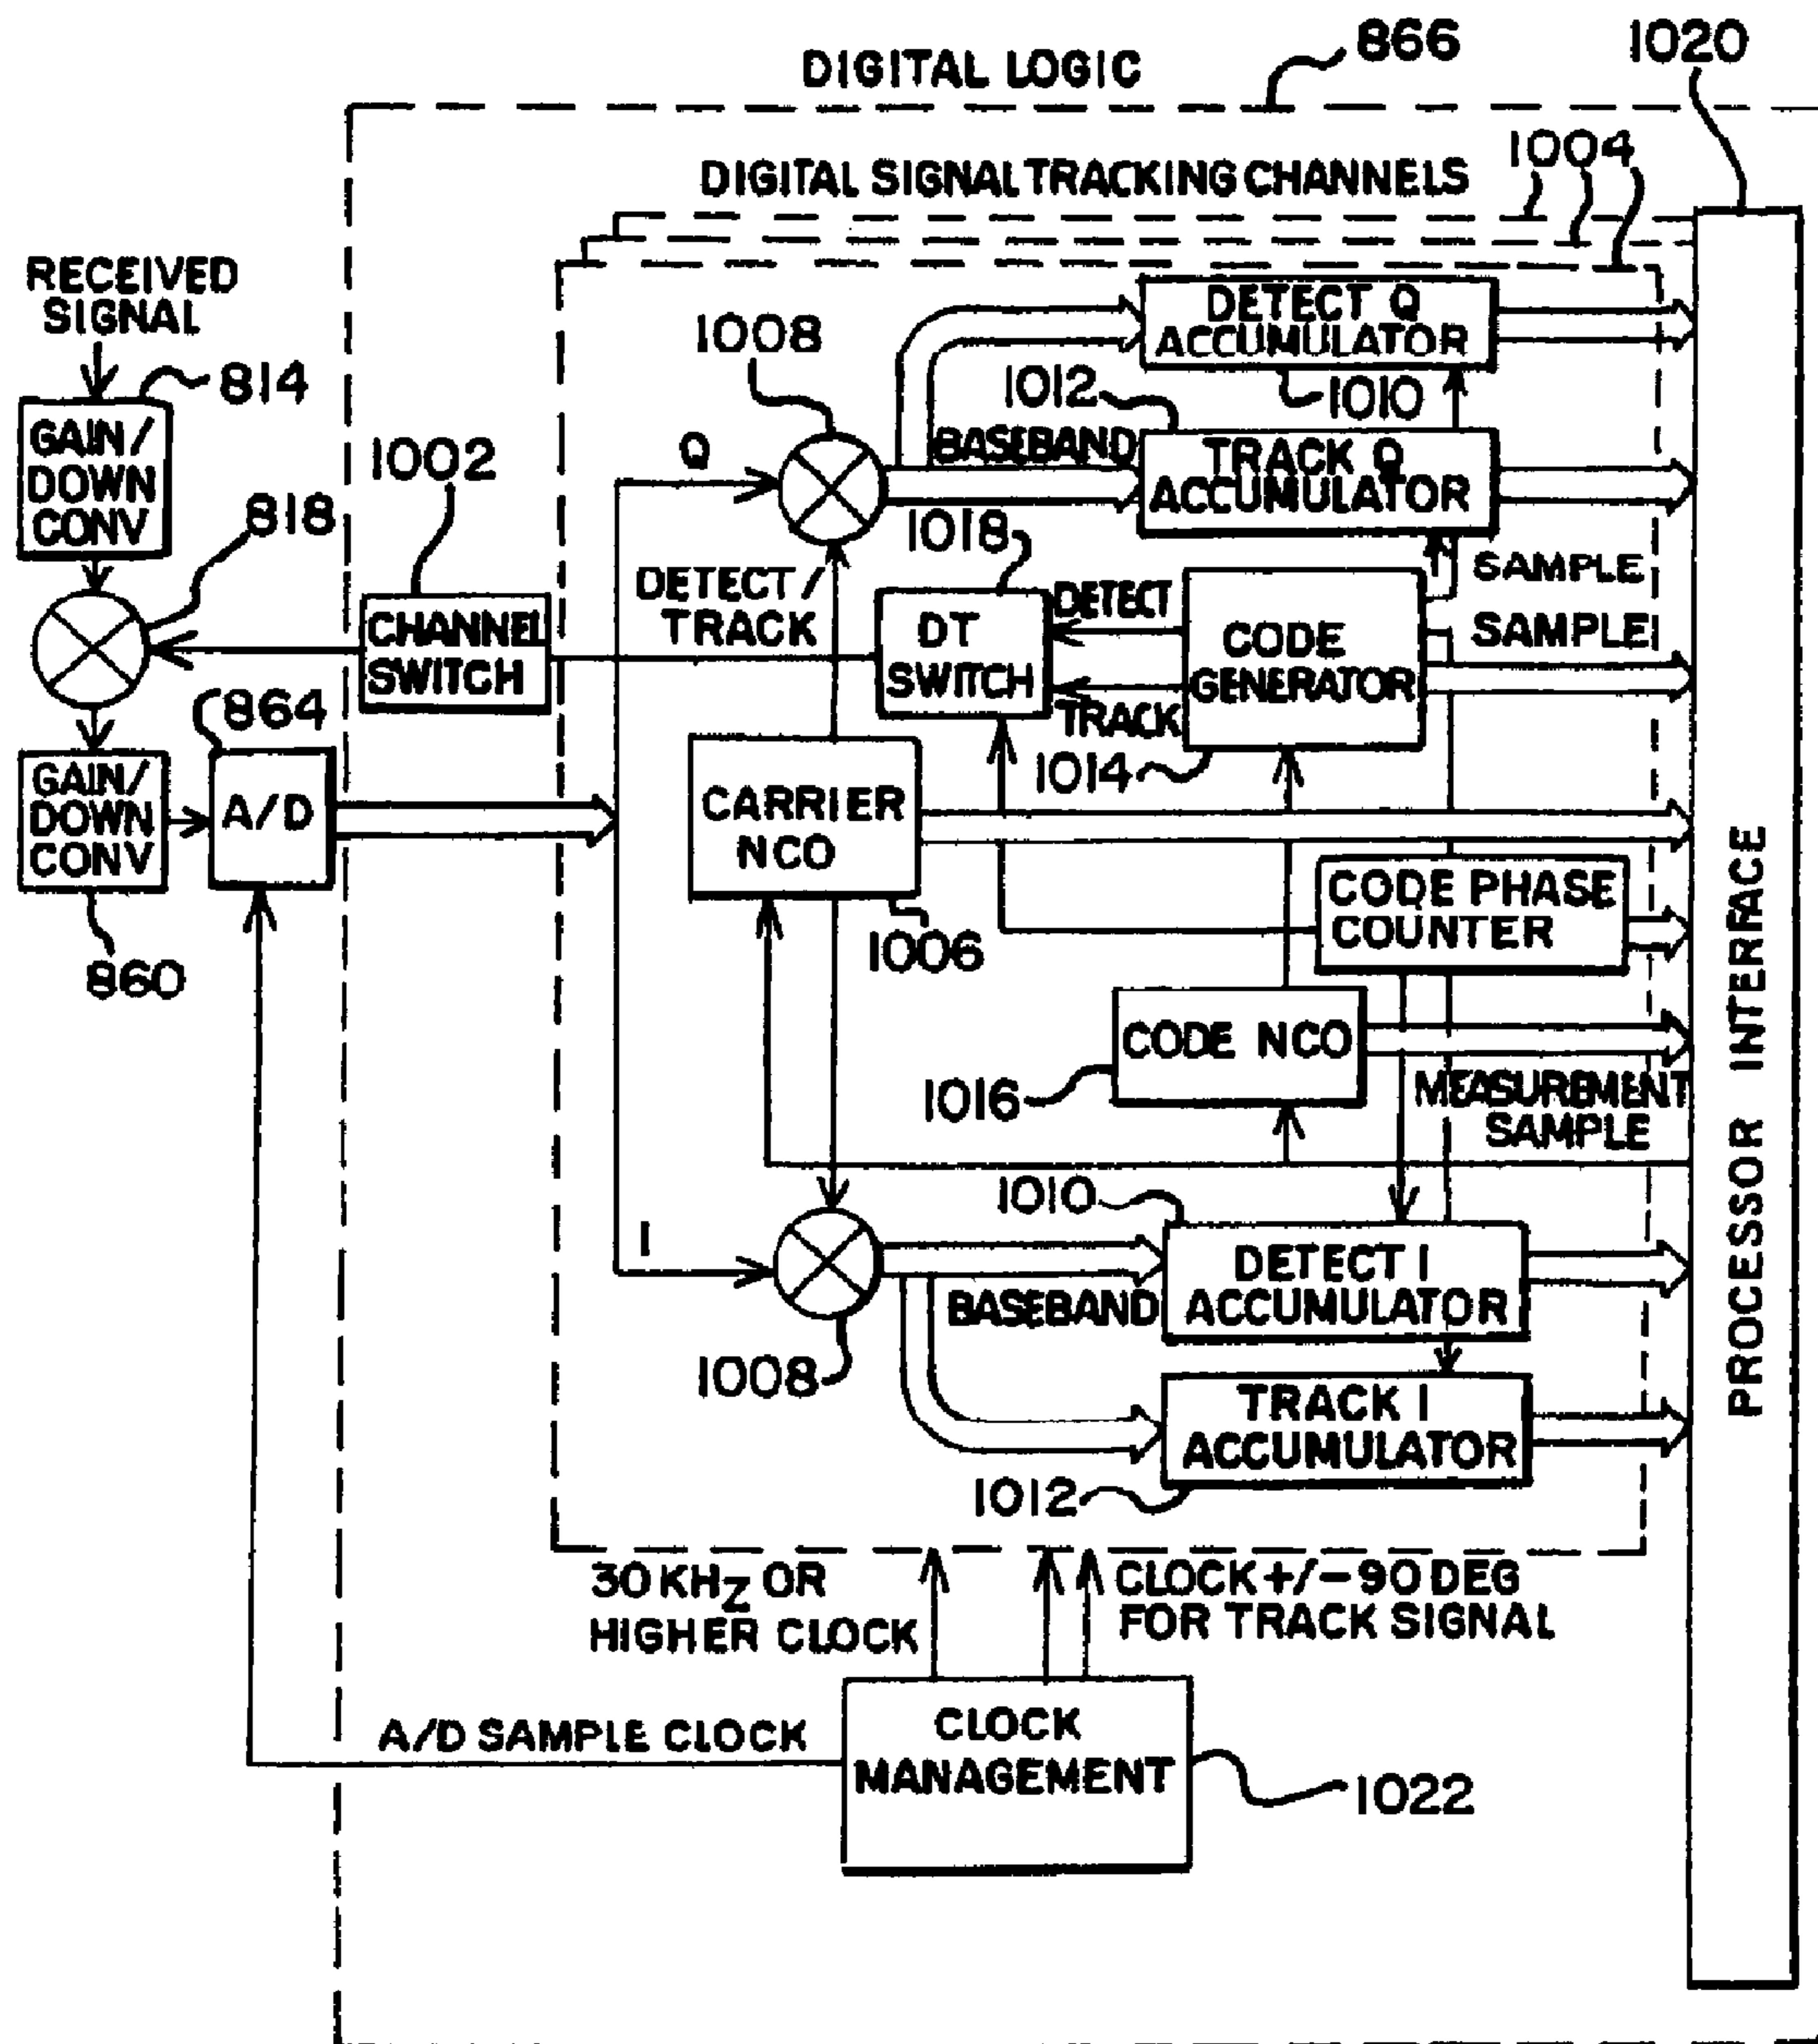 DIGITAL LOGIC
866
1020
DIGITAL SIGNAL TRACKING CHANNELS
1004
RECEIVED
SIGNAL
814
GAIN/
DOWN
CONV
818
1002
CHANNEL
SWITCH
864
A/D
GAIN/
DOWN
CONV
860
1008
Q
DETECT Q
ACCUMULATOR
1010
1012
BASEBAND
TRACK Q
ACCUMULATOR
1018
DETECT/
TRACK
DT
SWITCH
DETECT
TRACK
CODE
GENERATOR
1014
SAMPLE
SAMPLE
CARRIER
NCO
1006
CODE PHASE
COUNTER
CODE NCO
1016
MEASUREMENT
SAMPLE
PROCESSOR INTERFACE
I
1008
1010
DETECT I
ACCUMULATOR
BASEBAND
TRACK I
ACCUMULATOR
1012
30 KHZ OR
HIGHER CLOCK
CLOCK +/- 90 DEG
FOR TRACK SIGNAL
A/D SAMPLE CLOCK
CLOCK
MANAGEMENT
1022